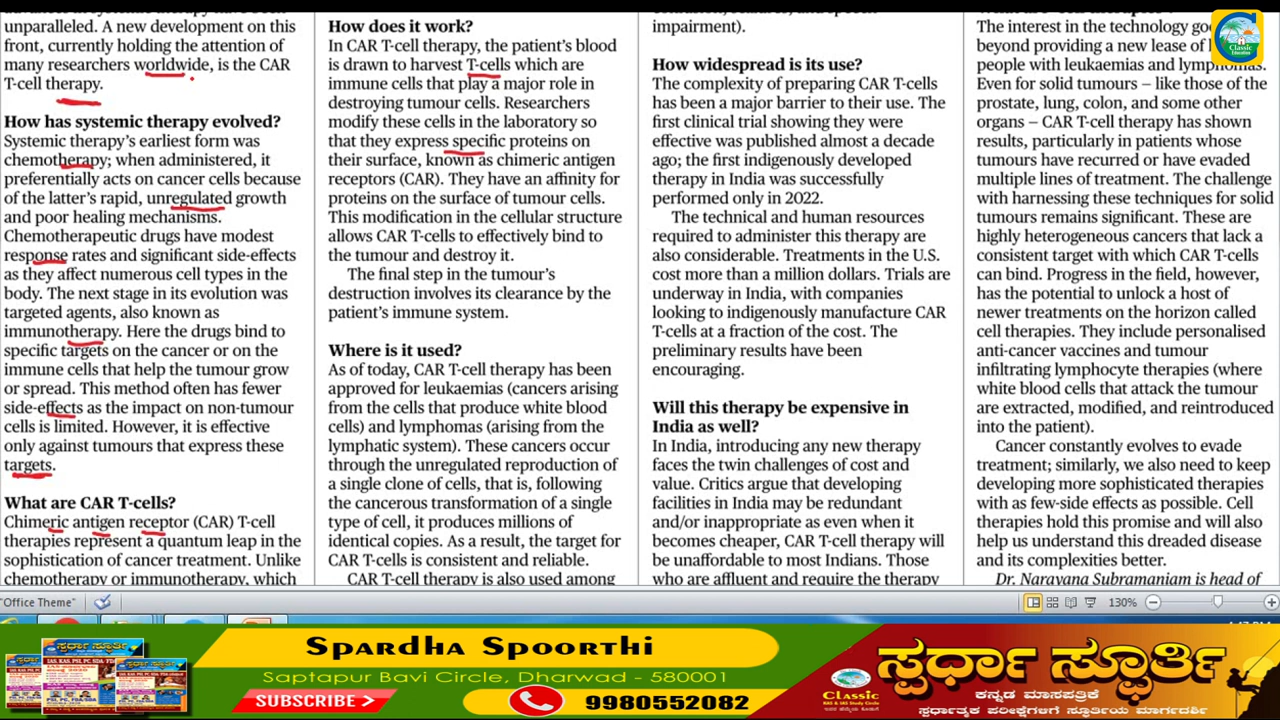 unparalleled. A new development on this
front, currently holding the attention of
many researchers worldwide, is the CAR
T-cell therapy.
How has systemic therapy evolved?
Systemic therapy’s earliest form was
chemotherapy; when administered, it
preferentially acts on cancer cells because
of the latter’s rapid, unregulated growth
and poor healing mechanisms.
Chemotherapeutic drugs have modest
response rates and significant side-effects
as they affect numerous cell types in the
body. The next stage in its evolution was
targeted agents, also known as
immunotherapy. Here the drugs bind to
specific targets on the cancer or on the
immune cells that help the tumour grow
or spread. This method often has fewer
side-effects as the impact on non-tumour
cells is limited. However, it is effective
only against tumours that express these
targets.
What are CAR T-cells?
Chimeric antigen receptor (CAR) T-cell
therapies represent a quantum leap in the
sophistication of cancer treatment. Unlike
chemotherapy or immunotherapy, which
How does it work?
In CAR T-cell therapy, the patient’s blood
is drawn to harvest T-cells which are
immune cells that play a major role in
destroying tumour cells. Researchers
modify these cells in the laboratory so
that they express specific proteins on
their surface, known as chimeric antigen
receptors (CAR). They have an affinity for
proteins on the surface of tumour cells.
This modification in the cellular structure
allows CAR T-cells to effectively bind to
the tumour and destroy it.
The final step in the tumour’s
destruction involves its clearance by the
patient’s immune system.
Where is it used?
As of today, CAR T-cell therapy has been
approved for leukaemias (cancers arising
from the cells that produce white blood
cells) and lymphomas (arising from the
lymphatic system). These cancers occur
through the unregulated reproduction of
a single clone of cells, that is, following
the cancerous transformation of a single
type of cell, it produces millions of
identical copies. As a result, the target for
CAR T-cells is consistent and reliable.
CAR T-cell therapy is also used among
impairment).
How widespread is its use?
The complexity of preparing CAR T-cells
has been a major barrier to their use. The
first clinical trial showing they were
effective was published almost a decade
ago; the first indigenously developed
therapy in India was successfully
performed only in 2022.
The technical and human resources
required to administer this therapy are
also considerable. Treatments in the U.S.
cost more than a million dollars. Trials are
underway in India, with companies
looking to indigenously manufacture CAR
T-cells at a fraction of the cost. The
preliminary results have been
encouraging.
Will this therapy be expensive in
India as well?
In India, introducing any new therapy
faces the twin challenges of cost and
value. Critics argue that developing
facilities in India may be redundant
and/or inappropriate as even when it
becomes cheaper, CAR T-cell therapy will
be unaffordable to most Indians. Those
who are affluent and require the therapy
The interest in the technology
beyond providing a new lease of
people with leukaemias and lymphomas.
Even for solid tumours – like those of the
prostate, lung, colon, and some other
organs – CAR T-cell therapy has shown
results, particularly in patients whose
tumours have recurred or have evaded
multiple lines of treatment. The challenge
with harnessing these techniques for solid
tumours remains significant. These are
highly heterogeneous cancers that lack a
consistent target with which CAR T-cells
can bind. Progress in the field, however,
has the potential to unlock a host of
newer treatments on the horizon called
cell therapies. They include personalised
anti-cancer vaccines and tumour
infiltrating lymphocyte therapies (where
white blood cells that attack the tumour
are extracted, modified, and reintroduced
into the patient).
Cancer constantly evolves to evade
treatment; similarly, we also need to keep
developing more sophisticated therapies
with as few-side effects as possible. Cell
therapies hold this promise and will also
help us understand this dreaded disease
and its complexities better.
Dr. Narayana Subramaniam is head of
Classic
Education
"Office Theme"
130%
Spardha Spoorthi
Saptapur Bavi Circle, Dharwad - 580001
SUBSCRIBE
9980552082
Classic
KAS & IAS Study Circle
ಸ್ಪರ್ಧಾ ಸ್ಫೂರ್ತಿ
ಕನ್ನಡ ಮಾಸಪತ್ರಿಕೆ
ಸ್ಪರ್ಧಾತ್ಮಕ ಪರೀಕ್ಷೆಗಳಿಗೆ ಸ್ಫೂರ್ತಿಯ ಮಾರ್ಗದರ್ಶಿ